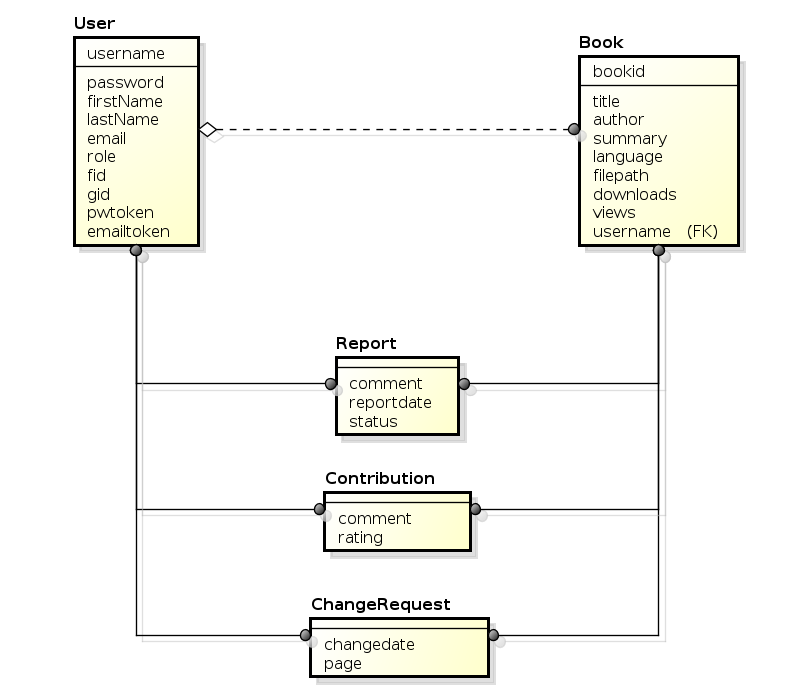 User
username
password
firstName
lastName
email
role
fid
gid
pwtoken
emailtoken
Book
bookid
title
author
summary
language
filepath
downloads
views
username (FK)
Report
comment
reportdate
status
Contribution
comment
rating
ChangeRequest
changedate
page